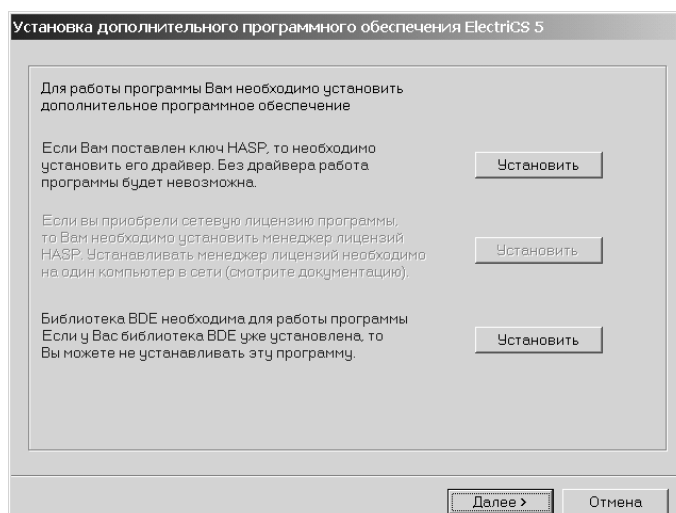 Установка дополнительного программного обеспечения ElectriCS 5
Для работы программы Вам необходимо установить
дополнительное программное обеспечение
Если Вам поставлен ключ HASP, то необходимо
установить его драйвер. Без драйвера работа
программы будет невозможна.
Установить
Если вы приобрели сетевую лицензию программы,
то Вам необходимо установить менеджер лицензий
HASP. Устанавливать менеджер лицензий необходимо
на один компьютер в сети (смотрите документацию).
Установить
Библиотека BDE необходима для работы программы
Если у Вас библиотека BDE уже установлена, то
Вы можете не устанавливать эту программу.
Установить
Далее >
Отмена